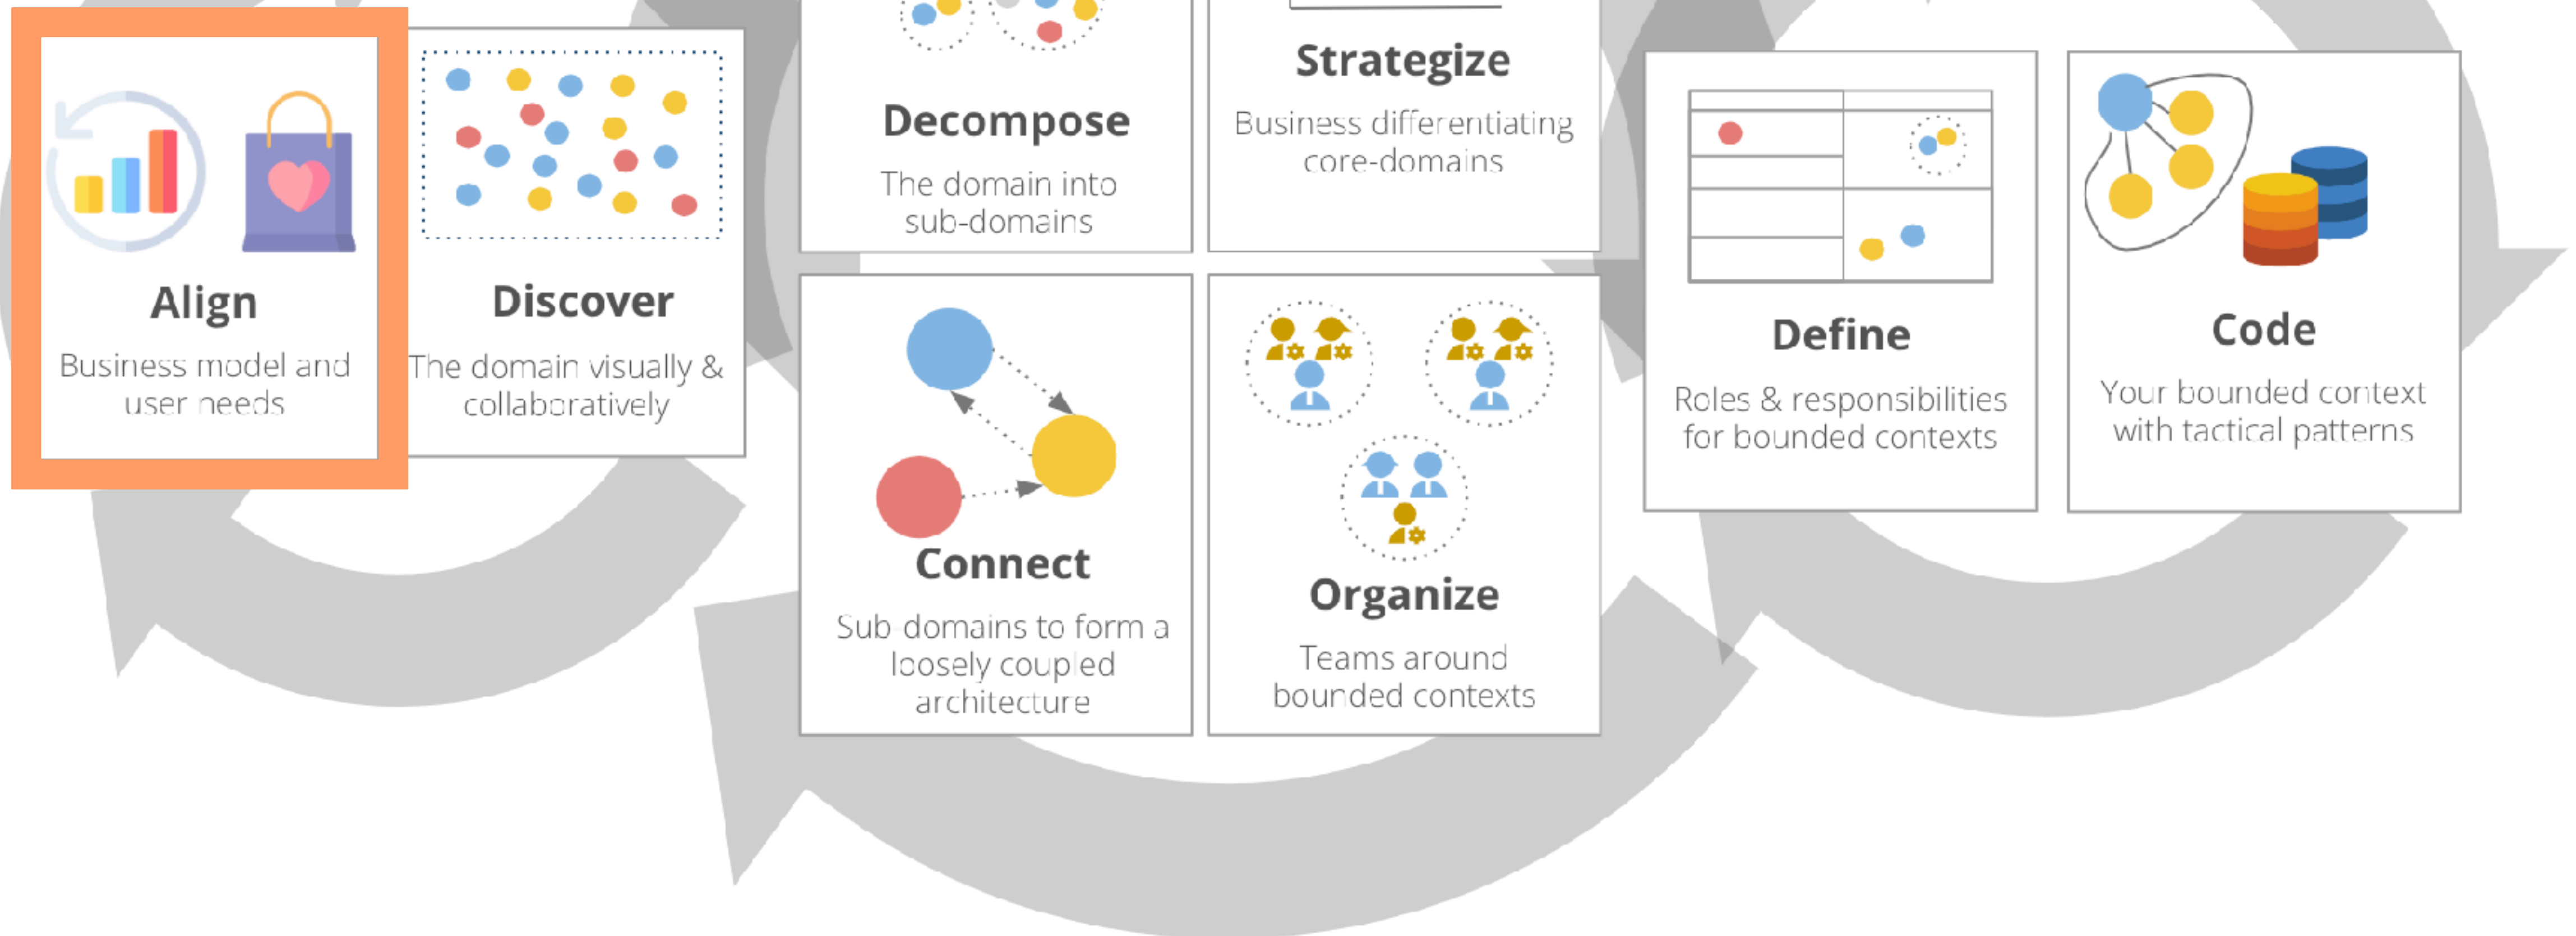 Align
Business model and
user needs
Discover
The domain visually &
collaboratively
Decompose
The domain into
sub-domains
Strategize
Business differentiating
core-domains
Connect
Sub domains to form a
loosely coupled
architecture
Organize
Teams around
bounded contexts
Define
Roles & responsibilities
for bounded contexts
Code
Your bounded context
with tactical patterns